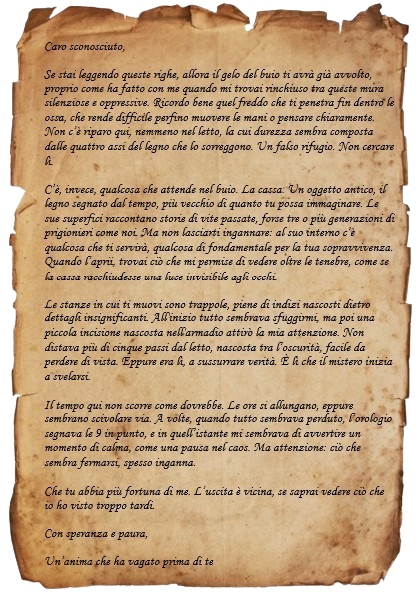 Caro sconosciuto,
Se stai leggendo queste righe, allora il gelo del buio ti avrà già avvolto,
proprio come ha fatto con me quando mi trovai rinchiuso tra queste mura
silenziose e oppressive. Ricordo bene quel freddo che ti penetra fin dentro le
ossa, che rende difficile perfino muovere le mani o pensare chiaramente.
Non c'è riparo qui, nemmeno nel letto, la cui durezza sembra composta
dalle quattro assi del legno che lo sorreggono. Un falso rifugio. Non cercare
lì.
C'è, invece, qualcosa che attende nel buio. La cassa. Un oggetto antico, il
legno segnato dal tempo, più vecchio di quanto tu possa immaginare. Le
sue superfici raccontano storie di vite passate, forse tre o più generazioni di
prigionieri come noi. Ma non lasciarti ingannare: al suo interno c'è
qualcosa che ti servirà, qualcosa di fondamentale per la tua sopravvivenza.
Quando l'aprii, trovai ciò che mi permise di vedere oltre le tenebre, come se
la cassa racchiudesse una luce invisibile agli occhi.
Le stanze in cui ti muovi sono trappole, piene di indizi nascosti dietro
dettagli insignificanti. All'inizio tutto sembrava sfuggirmi, ma poi una
piccola incisione nascosta nell'armadio attirò la mia attenzione. Non
distava più di cinque passi dal letto, nascosta tra l'oscurità, facile da
perdere di vista. Eppure era lì, a sussurrare verità. È lì che il mistero inizia
a svelarsi.
Il tempo qui non scorre come dovrebbe. Le ore si allungano, eppure
sembrano scivolare via. A volte, quando tutto sembrava perduto, l'orologio
segnava le 9 in punto, e in quell'istante mi sembrava di avvertire un
momento di calma, come una pausa nel caos. Ma attenzione: ciò che
sembra fermarsi, spesso inganna.
Che tu abbia più fortuna di me. L'uscita è vicina, se saprai vedere ciò che
io ho visto troppo tardi.
Con speranza e paura,
Un'anima che ha vagato prima di te